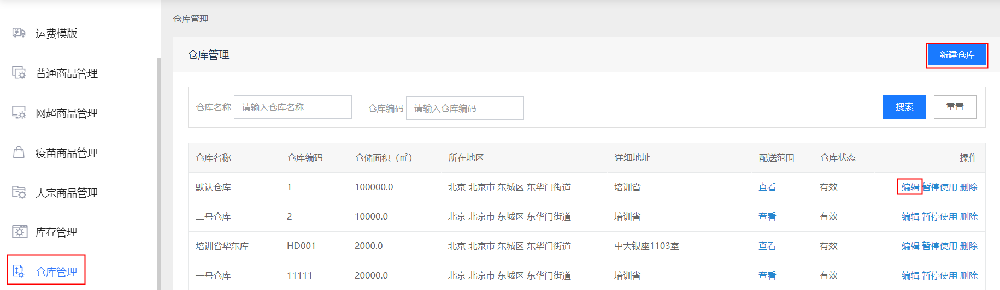 运费模版
普通商品管理
网超商品管理
疫苗商品管理
大宗商品管理
库存管理
仓库管理
仓库管理
仓库管理 新建仓库
仓库名称 请输入仓库名称 仓库编码 请输入仓库编码 搜索 重置
仓库名称 仓库编码 仓储面积（㎡） 所在地区 详细地址 配送范围 仓库状态 操作
默认仓库 1 100000.0 北京 北京市 东城区 东华门街道 培训省 查看 有效 编辑 暂停使用 删除
二号仓库 2 10000.0 北京 北京市 东城区 东华门街道 培训省 查看 有效 编辑 暂停使用 删除
培训省华东库 HD001 2000.0 北京 北京市 东城区 东华门街道 中大银座1103室 查看 有效 编辑 暂停使用 删除
一号仓库 11111 20000.0 北京 北京市 东城区 东华门街道 培训省 查看 有效 编辑 暂停使用 删除